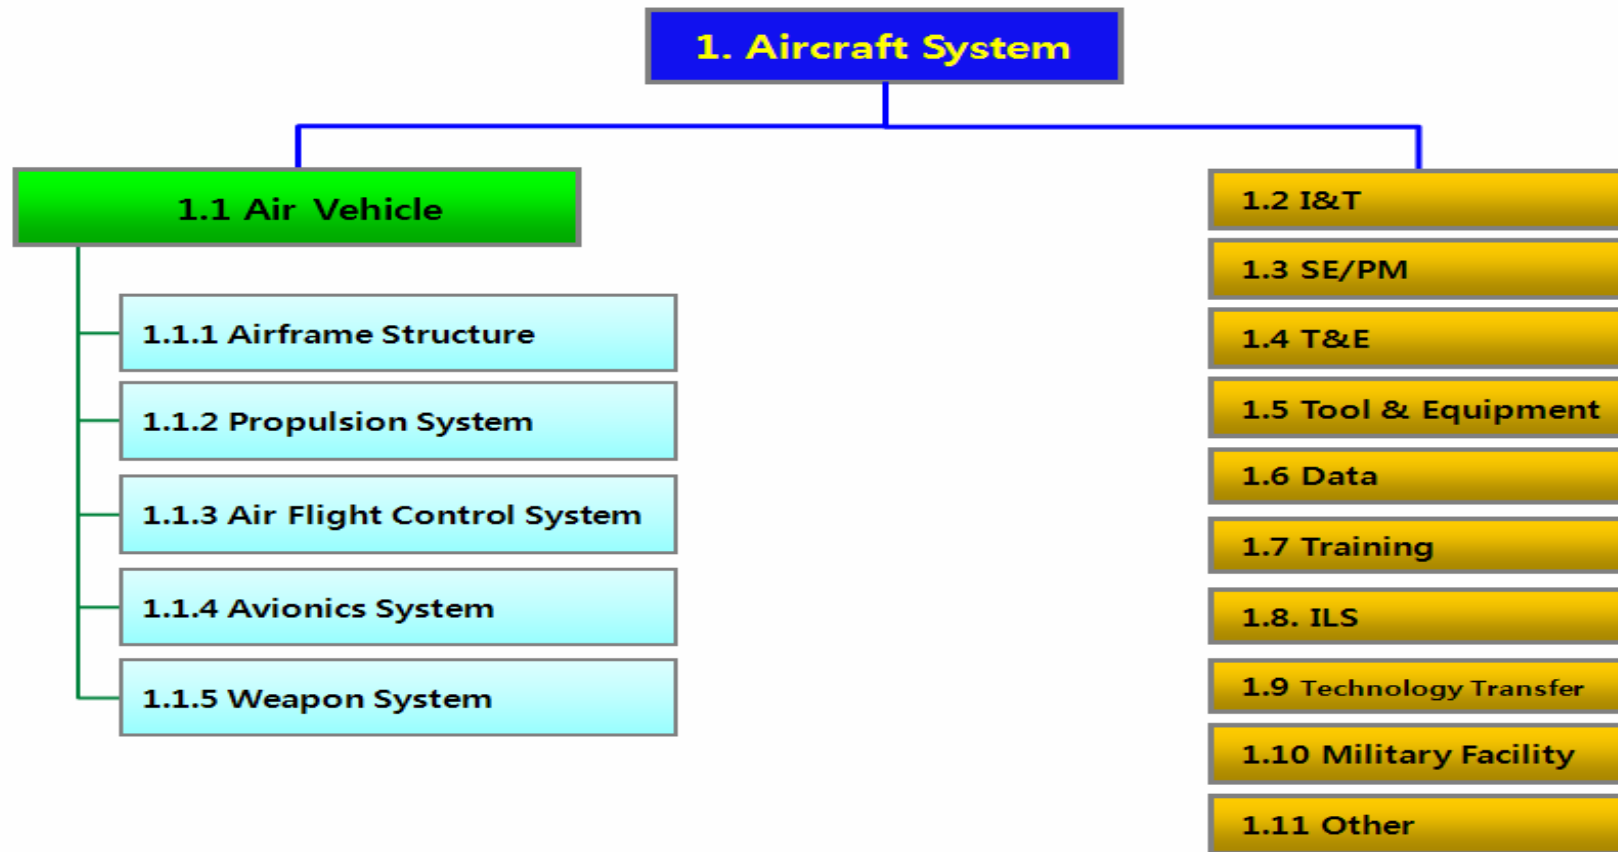 1. Aircraft System
1.1 Air Vehicle
1.1.1 Airframe Structure
1.1.2 Propulsion System
1.1.3 Air Flight Control System
1.1.4 Avionics System
1.1.5 Weapon System
1.2 I&T
1.3 SE/PM
1.4 T&E
1.5 Tool & Equipment
1.6 Data
1.7 Training
1.8. ILS
1.9 Technology Transfer
1.10 Military Facility
1.11 Other